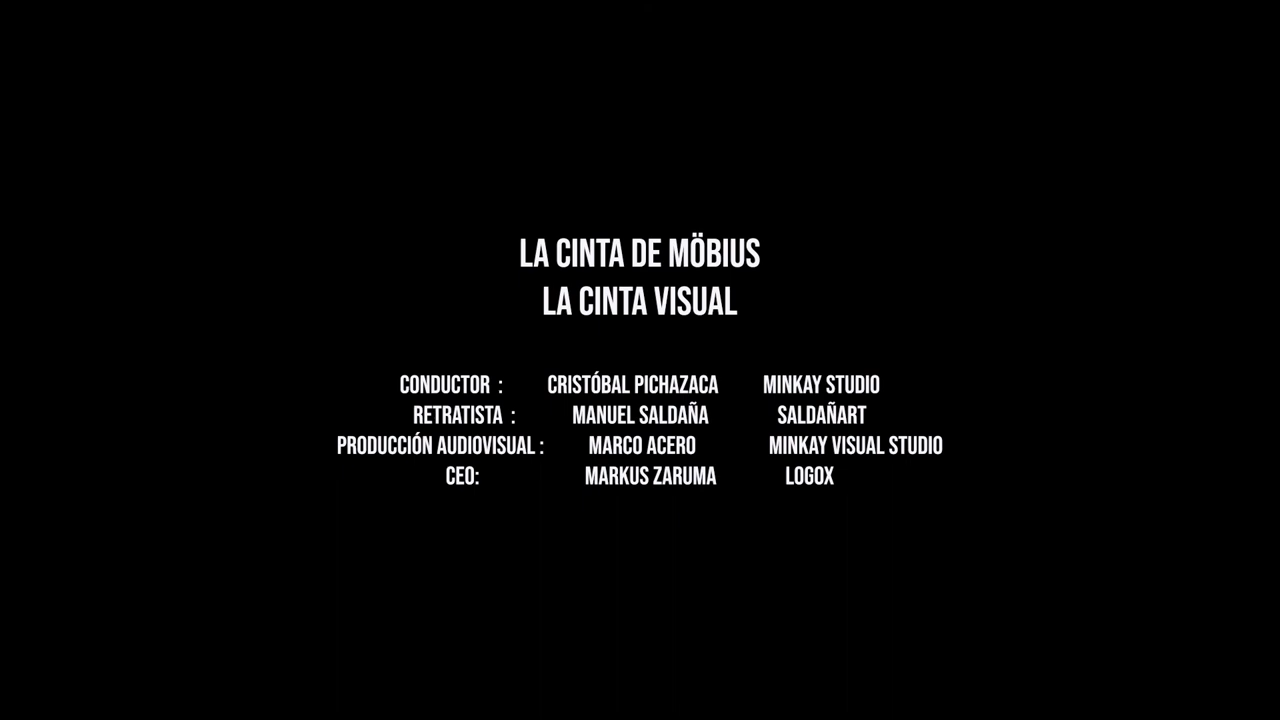 LA CINTA DE MÖBIUS
LA CINTA VISUAL
CONDUCTOR : CRISTÓBAL PICHAZACA MINKAY STUDIO
RETRATISTA : MANUEL SALDAÑA SALDAÑART
PRODUCCIÓN AUDIOVISUAL : MARCO ACERO MINKAY VISUAL STUDIO
CEO: MARKUS ZARUMA LOGOX